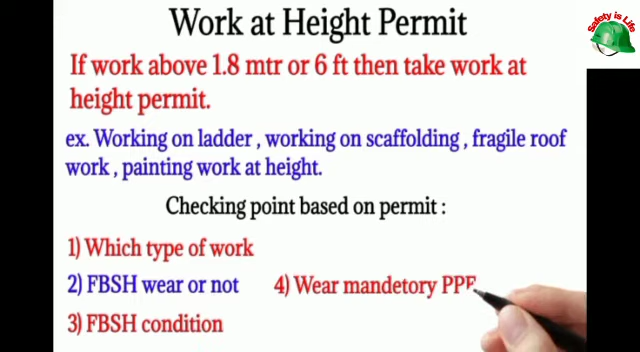 Work at Height Permit
Safety is Life
If work above 1.8 mtr or 6 ft then take work at
height permit.
ex. Working on ladder , working on scaffolding , fragile roof
work , painting work at height.
Checking point based on permit :
1) Which type of work
2) FBSH wear or not
4) Wear mandetory PPE
3) FBSH condition